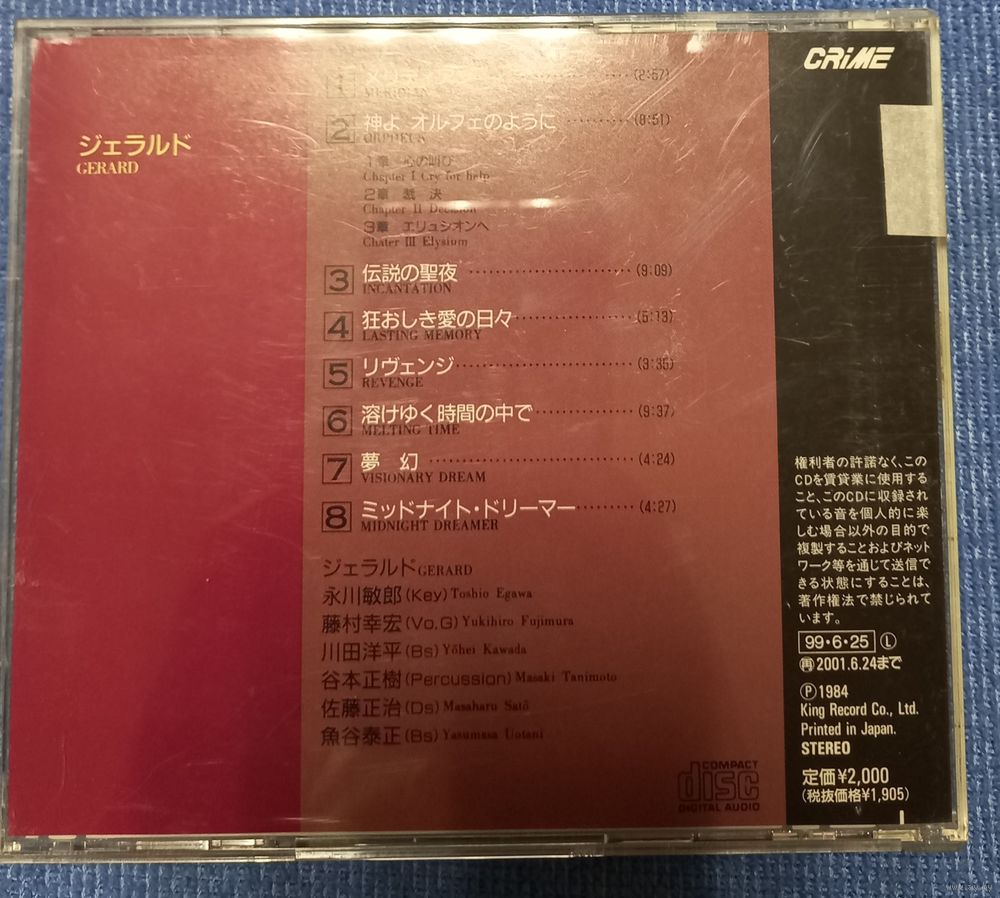 CRIME
ジェラルド
GERARD
1 (2:57)
2 神よ オルフェのように (8:51)
ORPHEUS
1章 心の叫び
Chapter I Cry for help
2章 裁 決
Chapter II Decision
3章 エリュシオンへ
Chater III Elysium
3 伝説の聖夜 (9:09)
INCANTATION
4 狂おしき愛の日々 (5:13)
LASTING MEMORY
5 リヴェンジ (3:35)
REVENGE
6 溶けゆく時間の中で (9:37)
MELTING TIME
7 夢 幻 (4:24)
VISIONARY DREAM
8 ミッドナイト・ドリーマー (4:27)
MIDNIGHT DREAMER
ジェラルド GERARD
永川敏郎(Key) Toshio Egawa
藤村幸宏(Vo.G) Yukihiro Fujimura
川田洋平(Bs) Yōhei Kawada
谷本正樹(Percussion) Masaki Tanimoto
佐藤正治(Ds) Masaharu Satō
魚谷泰正(Bs) Yasumasa Uotani
COMPACT
disc
DIGITAL AUDIO
権利者の許諾なく、この
CDを賃貸業に使用する
こと、このCDに収録され
ている音を個人的に楽
しむ場合以外の目的で
複製することおよびネット
ワーク等を通じて送信で
きる状態にすることは、
著作権法で禁じられて
います。
99・6・25 Ⓛ
㊣2001.6.24まで
Ⓟ1984
King Record Co., Ltd.
Printed in Japan.
STEREO
定価¥2,000
(税抜価格¥1,905)